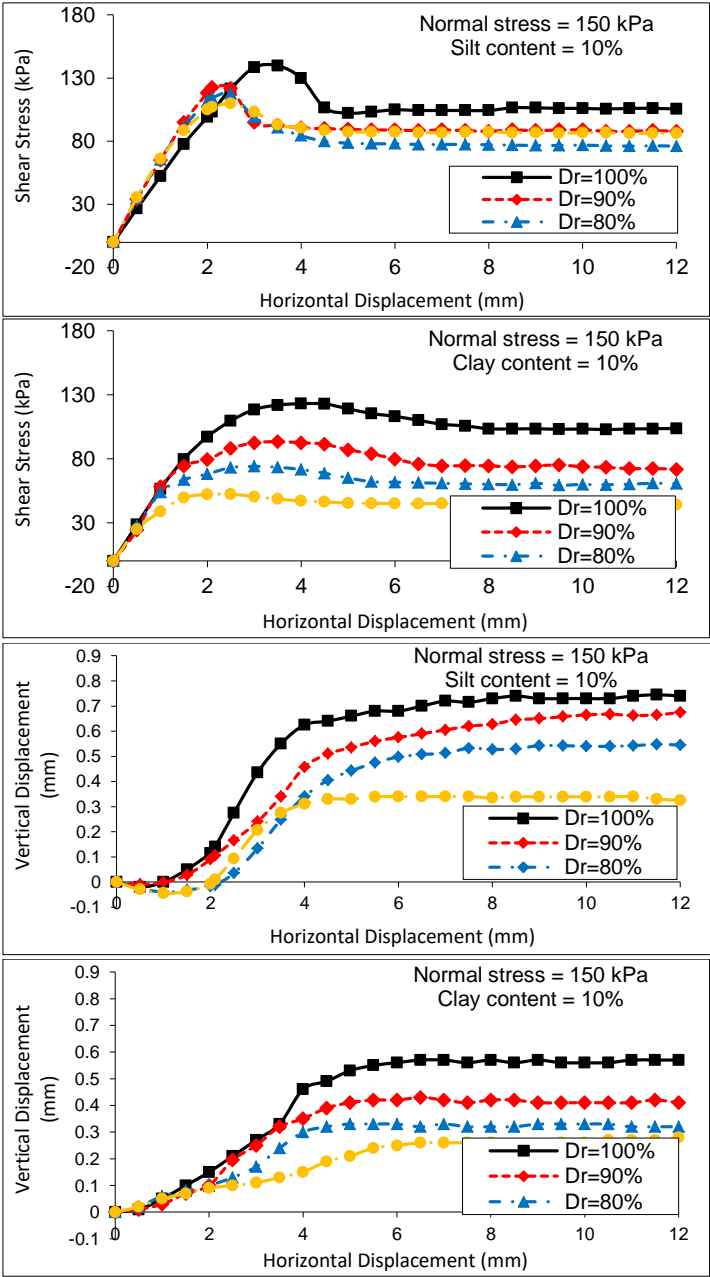 Normal stress = 150 kPa
Silt content = 10%
Shear Stress (kPa)
180
130
80
30
-20
0 2 4 6 8 10 12
Dr=100%
Dr=90%
Dr=80%
Horizontal Displacement (mm)
Normal stress = 150 kPa
Clay content = 10%
Shear Stress (kPa)
180
130
80
30
-20
0 2 4 6 8 10 12
Dr=100%
Dr=90%
Dr=80%
Horizontal Displacement (mm)
Normal stress = 150 kPa
Silt content = 10%
Vertical Displacement
(mm)
0.9
0.8
0.7
0.6
0.5
0.4
0.3
0.2
0.1
0
-0.1
0 2 4 6 8 10 12
Dr=100%
Dr=90%
Dr=80%
Horizontal Displacement (mm)
Normal stress = 150 kPa
Clay content = 10%
Vertical Displacement
(mm)
0.9
0.8
0.7
0.6
0.5
0.4
0.3
0.2
0.1
0
-0.1
0 2 4 6 8 10 12
Dr=100%
Dr=90%
Dr=80%
Horizontal Displacement (mm)